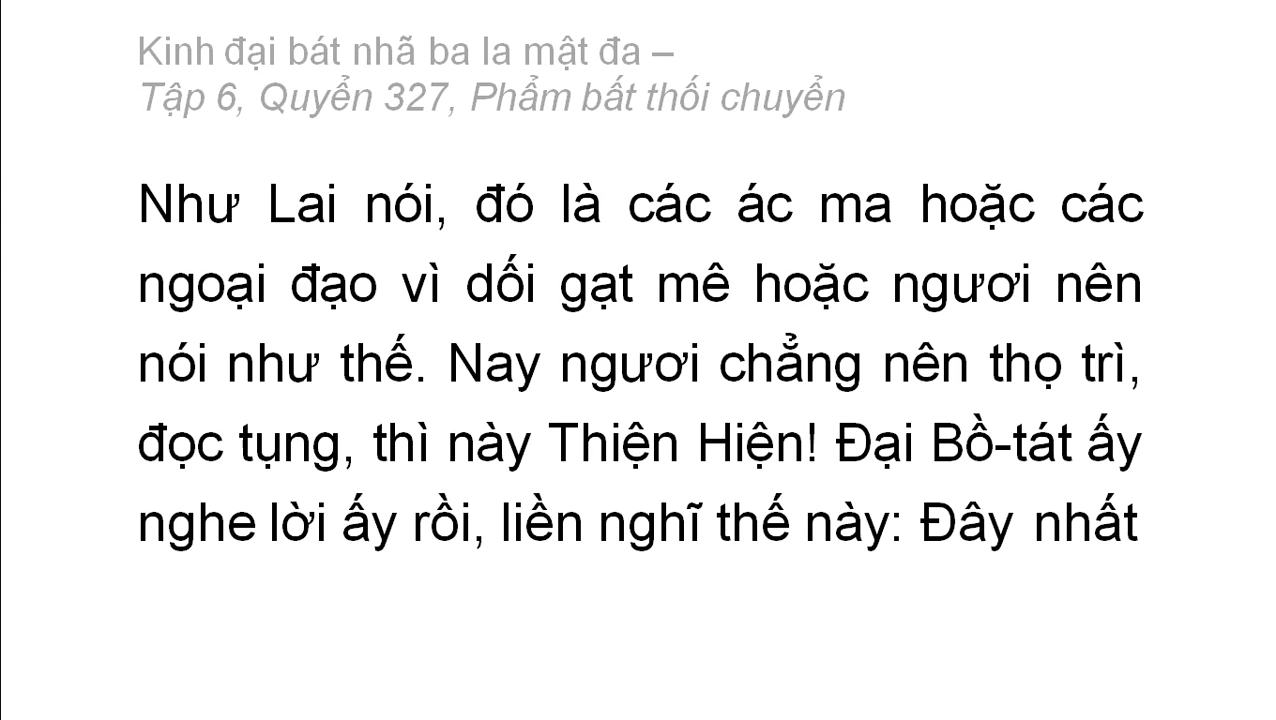 Kinh đại bát nhã ba la mật đa –
Tập 6, Quyển 327, Phẩm bất thối chuyển
Như Lai nói, đó là các ác ma hoặc các
ngoại đạo vì dối gạt mê hoặc ngươi nên
nói như thế. Nay ngươi chẳng nên thọ trì,
đọc tụng, thì này Thiện Hiện! Đại Bồ-tát ấy
nghe lời ấy rồi, liền nghĩ thế này: Đây nhất